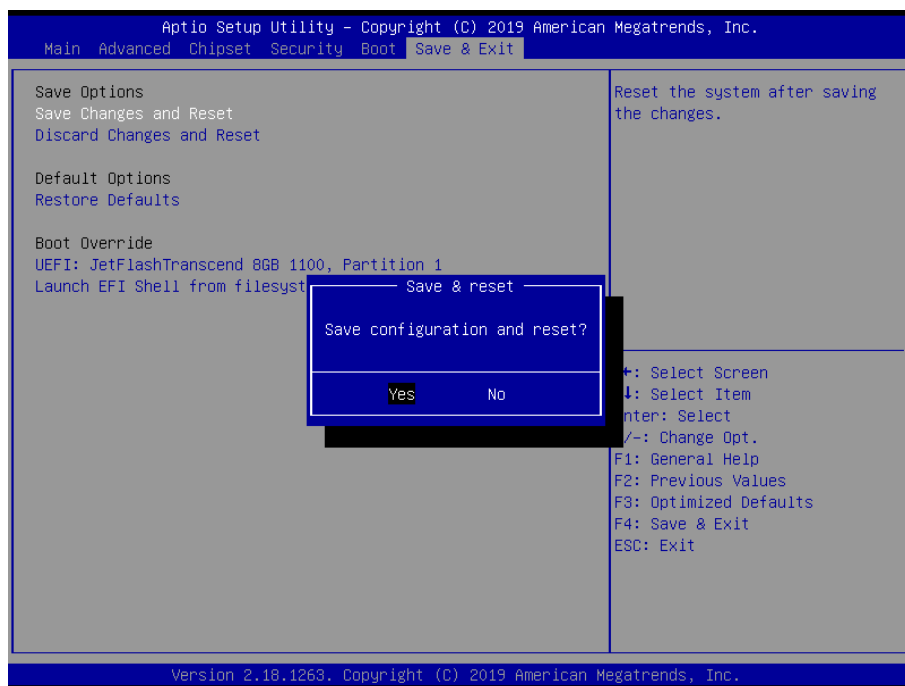 Aptio Setup Utility – Copyright (C) 2019 American Megatrends, Inc.
Main Advanced Chipset Security Boot Save & Exit
Save Options
Save Changes and Reset
Discard Changes and Reset
Default Options
Restore Defaults
Boot Override
UEFI: JetFlashTranscend 8GB 1100, Partition 1
Launch EFI Shell from filesyst
Save & reset
Save configuration and reset?
Yes No
Reset the system after saving
the changes.
: Select Screen
: Select Item
nter: Select
/-: Change Opt.
F1: General Help
F2: Previous Values
F3: Optimized Defaults
F4: Save & Exit
ESC: Exit
Version 2.18.1263. Copyright (C) 2019 American Megatrends, Inc.